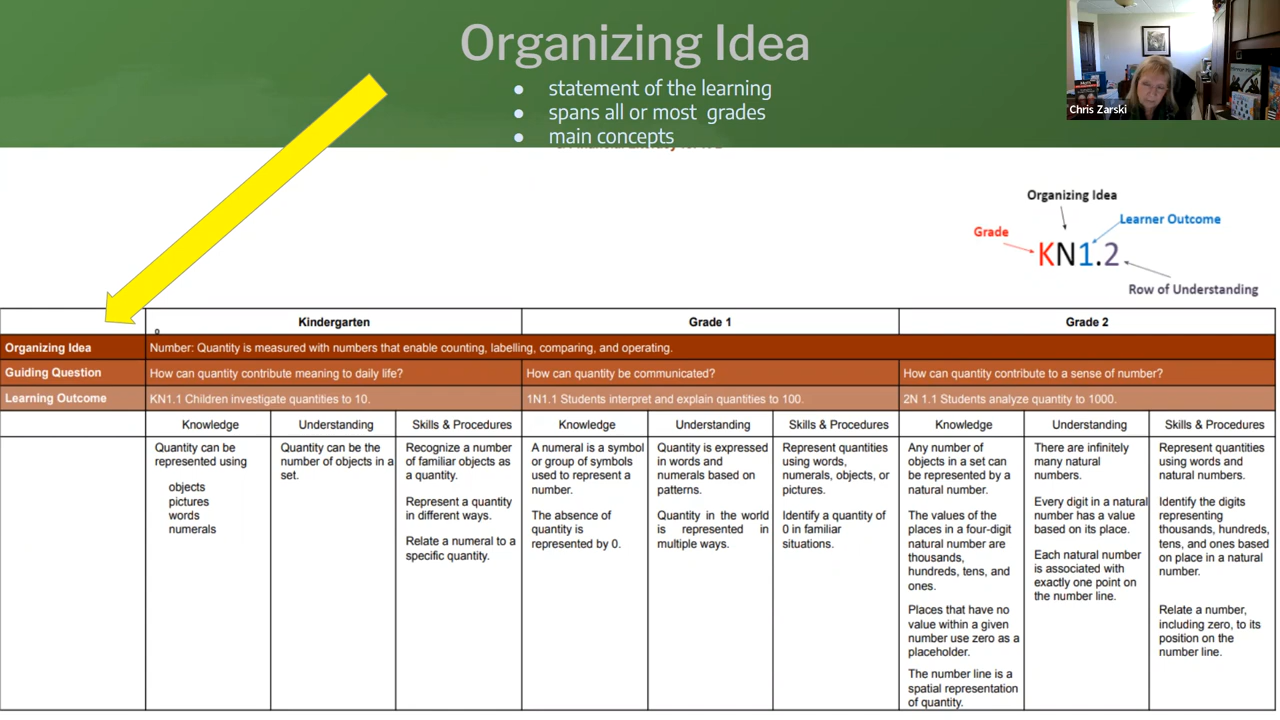 Organizing Idea
● statement of the learning
● spans all or most grades
● main concepts
Chris Zarski
Organizing Idea
Learner Outcome
Grade
KN1.2
Row of Understanding
Kindergarten
Grade 1
Grade 2
Organizing Idea
Number: Quantity is measured with numbers that enable counting, labelling, comparing, and operating.
Guiding Question
How can quantity contribute meaning to daily life?
How can quantity be communicated?
How can quantity contribute to a sense of number?
Learning Outcome
KN1.1 Children investigate quantities to 10.
1N1.1 Students interpret and explain quantities to 100.
2N 1.1 Students analyze quantity to 1000.
Knowledge
Understanding
Skills & Procedures
Knowledge
Understanding
Skills & Procedures
Knowledge
Understanding
Skills & Procedures
Quantity can be
represented using
objects
pictures
words
numerals
Quantity can be the
number of objects in a
set.
Recognize a number
of familiar objects as
a quantity.
Represent a quantity
in different ways.
Relate a numeral to a
specific quantity.
A numeral is a symbol
or group of symbols
used to represent a
number.
The absence of
quantity is
represented by 0.
Quantity is expressed
in words and
numerals based on
patterns.
Quantity in the world
is represented in
multiple ways.
Represent quantities
using words,
numerals, objects, or
pictures.
Identify a quantity of
0 in familiar
situations.
Any number of
objects in a set can
be represented by a
natural number.
The values of the
places in a four-digit
natural number are
thousands,
hundreds, tens, and
ones.
Places that have no
value within a given
number use zero as a
placeholder.
The number line is a
spatial representation
of quantity.
There are infinitely
many natural
numbers.
Every digit in a natural
number has a value
based on its place.
Each natural number
is associated with
exactly one point on
the number line.
Represent quantities
using words and
natural numbers.
Identify the digits
representing
thousands, hundreds,
tens, and ones based
on place in a natural
number.
Relate a number,
including zero, to its
position on the
number line.